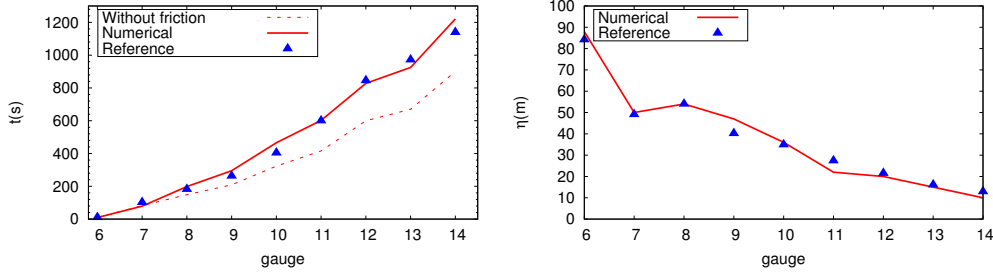 Without friction
Numerical
Reference
1200
1000
800
600
400
200
0
t(s)
6 7 8 9 10 11 12 13 14
gauge
Numerical
Reference
100
90
80
70
60
50
40
30
20
10
0
η(m)
6 7 8 9 10 11 12 13 14
gauge